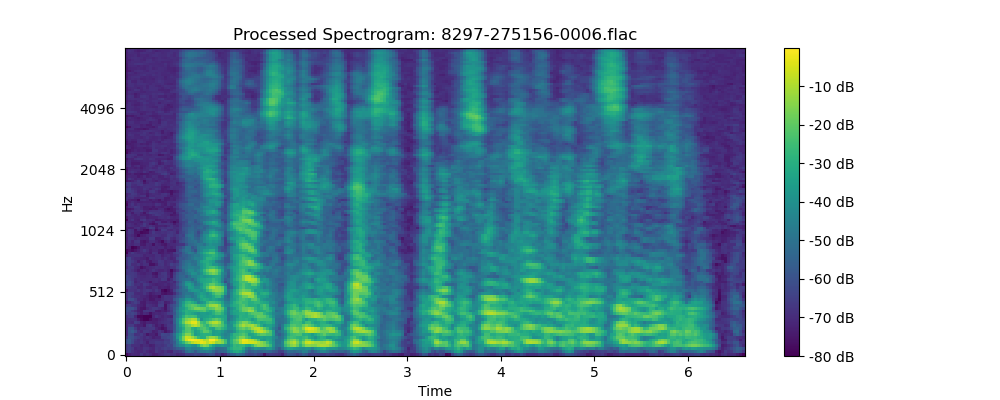 Processed Spectrogram: 8297-275156-0006.flac
Hz
4096
2048
1024
512
0
0 1 2 3 4 5 6
Time
-10 dB
-20 dB
-30 dB
-40 dB
-50 dB
-60 dB
-70 dB
-80 dB